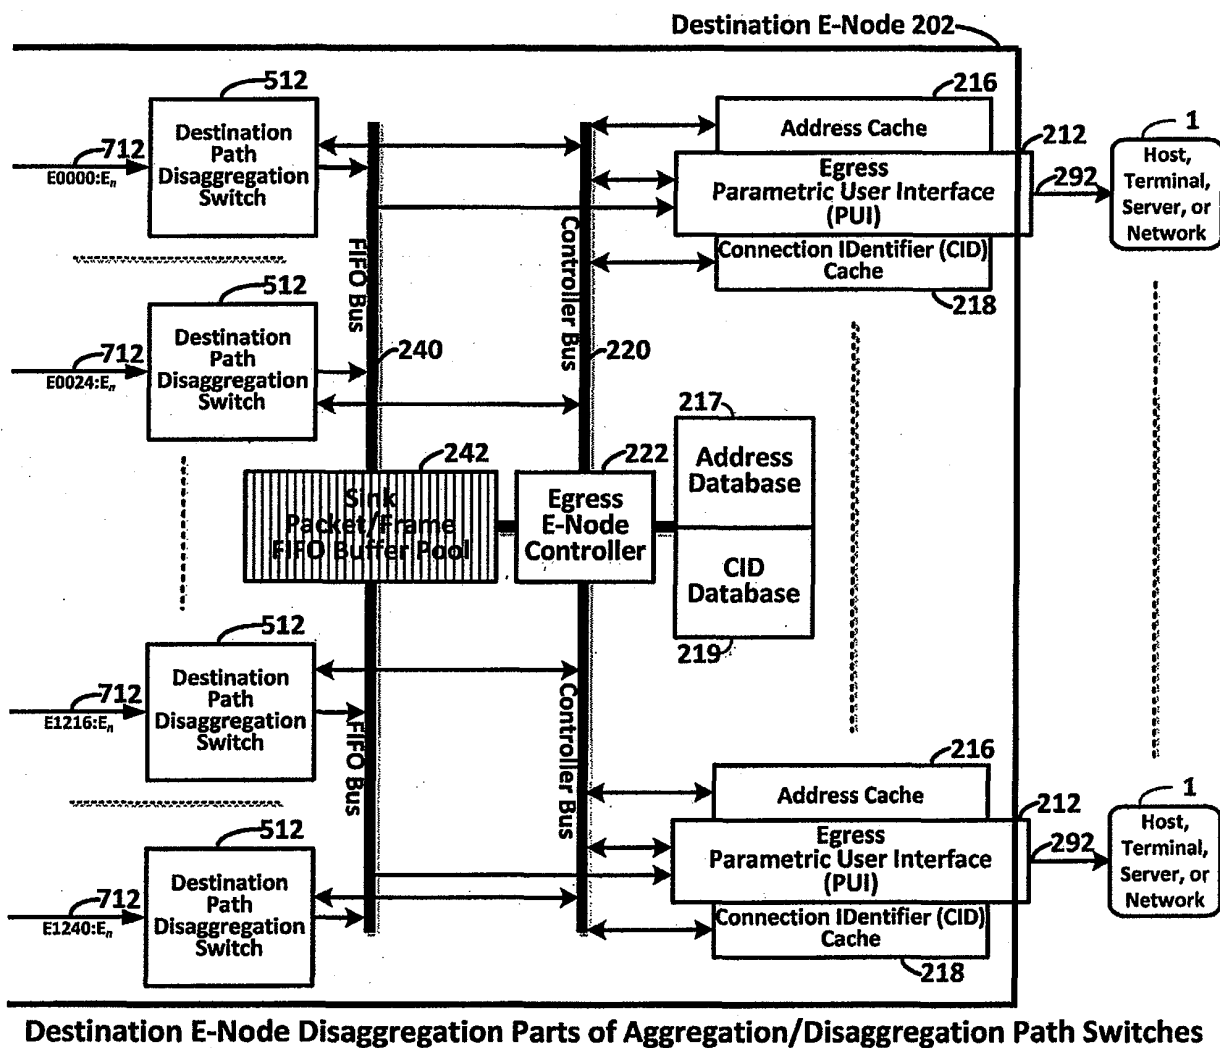 Destination E-Node 202
512
Destination
Path
Disaggregation
Switch
712
E0000:En
FIFO Bus
Controller Bus
216
Address Cache
212
Egress
Parametric User Interface
(PUI)
Connection IDentifier (CID)
Cache
218
292
1
Host,
Terminal,
Server, or
Network
512
Destination
Path
Disaggregation
Switch
712
E0024:En
240
220
217
Address
Database
CID
Database
219
242
Sink
Packet/Frame
FIFO Buffer Pool
222
Egress
E-Node
Controller
512
Destination
Path
Disaggregation
Switch
712
E1216:En
FIFO Bus
Controller Bus
216
Address Cache
212
Egress
Parametric User Interface
(PUI)
Connection IDentifier (CID)
Cache
218
292
1
Host,
Terminal,
Server, or
Network
512
Destination
Path
Disaggregation
Switch
712
E1240:En
Destination E-Node Disaggregation Parts of Aggregation/Disaggregation Path Switches